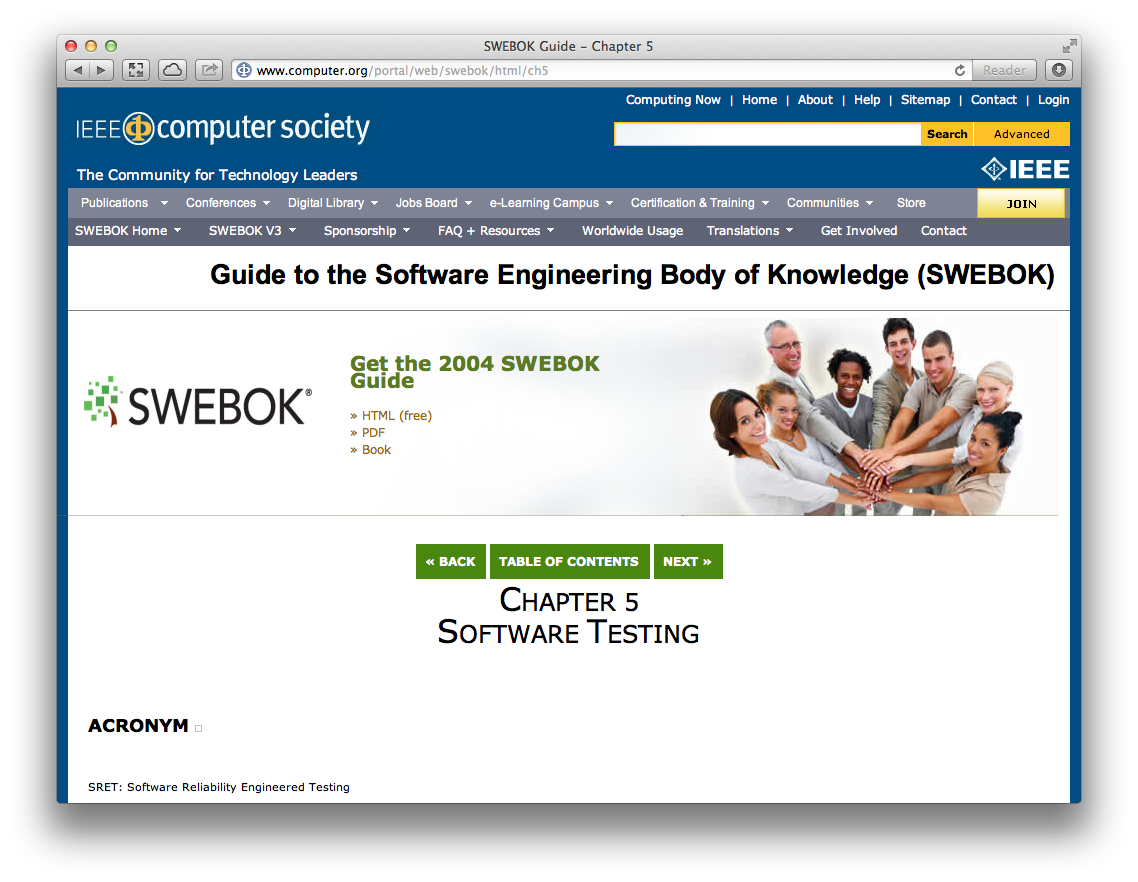 SWEBOK Guide – Chapter 5
www.computer.org/portal/web/swebok/html/ch5
Reader
Computing Now | Home | About | Help | Sitemap | Contact | Login
IEEE computer society
Search Advanced
The Community for Technology Leaders
IEEE
Publications Conferences Digital Library Jobs Board e-Learning Campus Certification & Training Communities Store JOIN
SWEBOK Home SWEBOK V3 Sponsorship FAQ + Resources Worldwide Usage Translations Get Involved Contact
Guide to the Software Engineering Body of Knowledge (SWEBOK)
SWEBOK®
Get the 2004 SWEBOK
Guide
» HTML (free)
» PDF
» Book
« BACK TABLE OF CONTENTS NEXT »
CHAPTER 5
SOFTWARE TESTING
ACRONYM
SRET: Software Reliability Engineered Testing